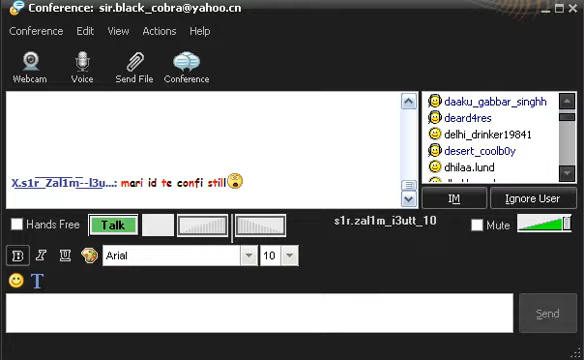 Conference: sir.black_cobra@yahoo.cn
Conference Edit View Actions Help
Webcam Voice Send File Conference
daaku_gabbar_singhh
deard4res
delhi_drinker19841
desert_coolb0y
dhilaa.lund
X.s1r_Zal1m--l3u...: mari id te confi still
IM Ignore User
Hands Free Talk s1r.zal1m_i3utt_10 Mute
B I U Arial 10
T
Send